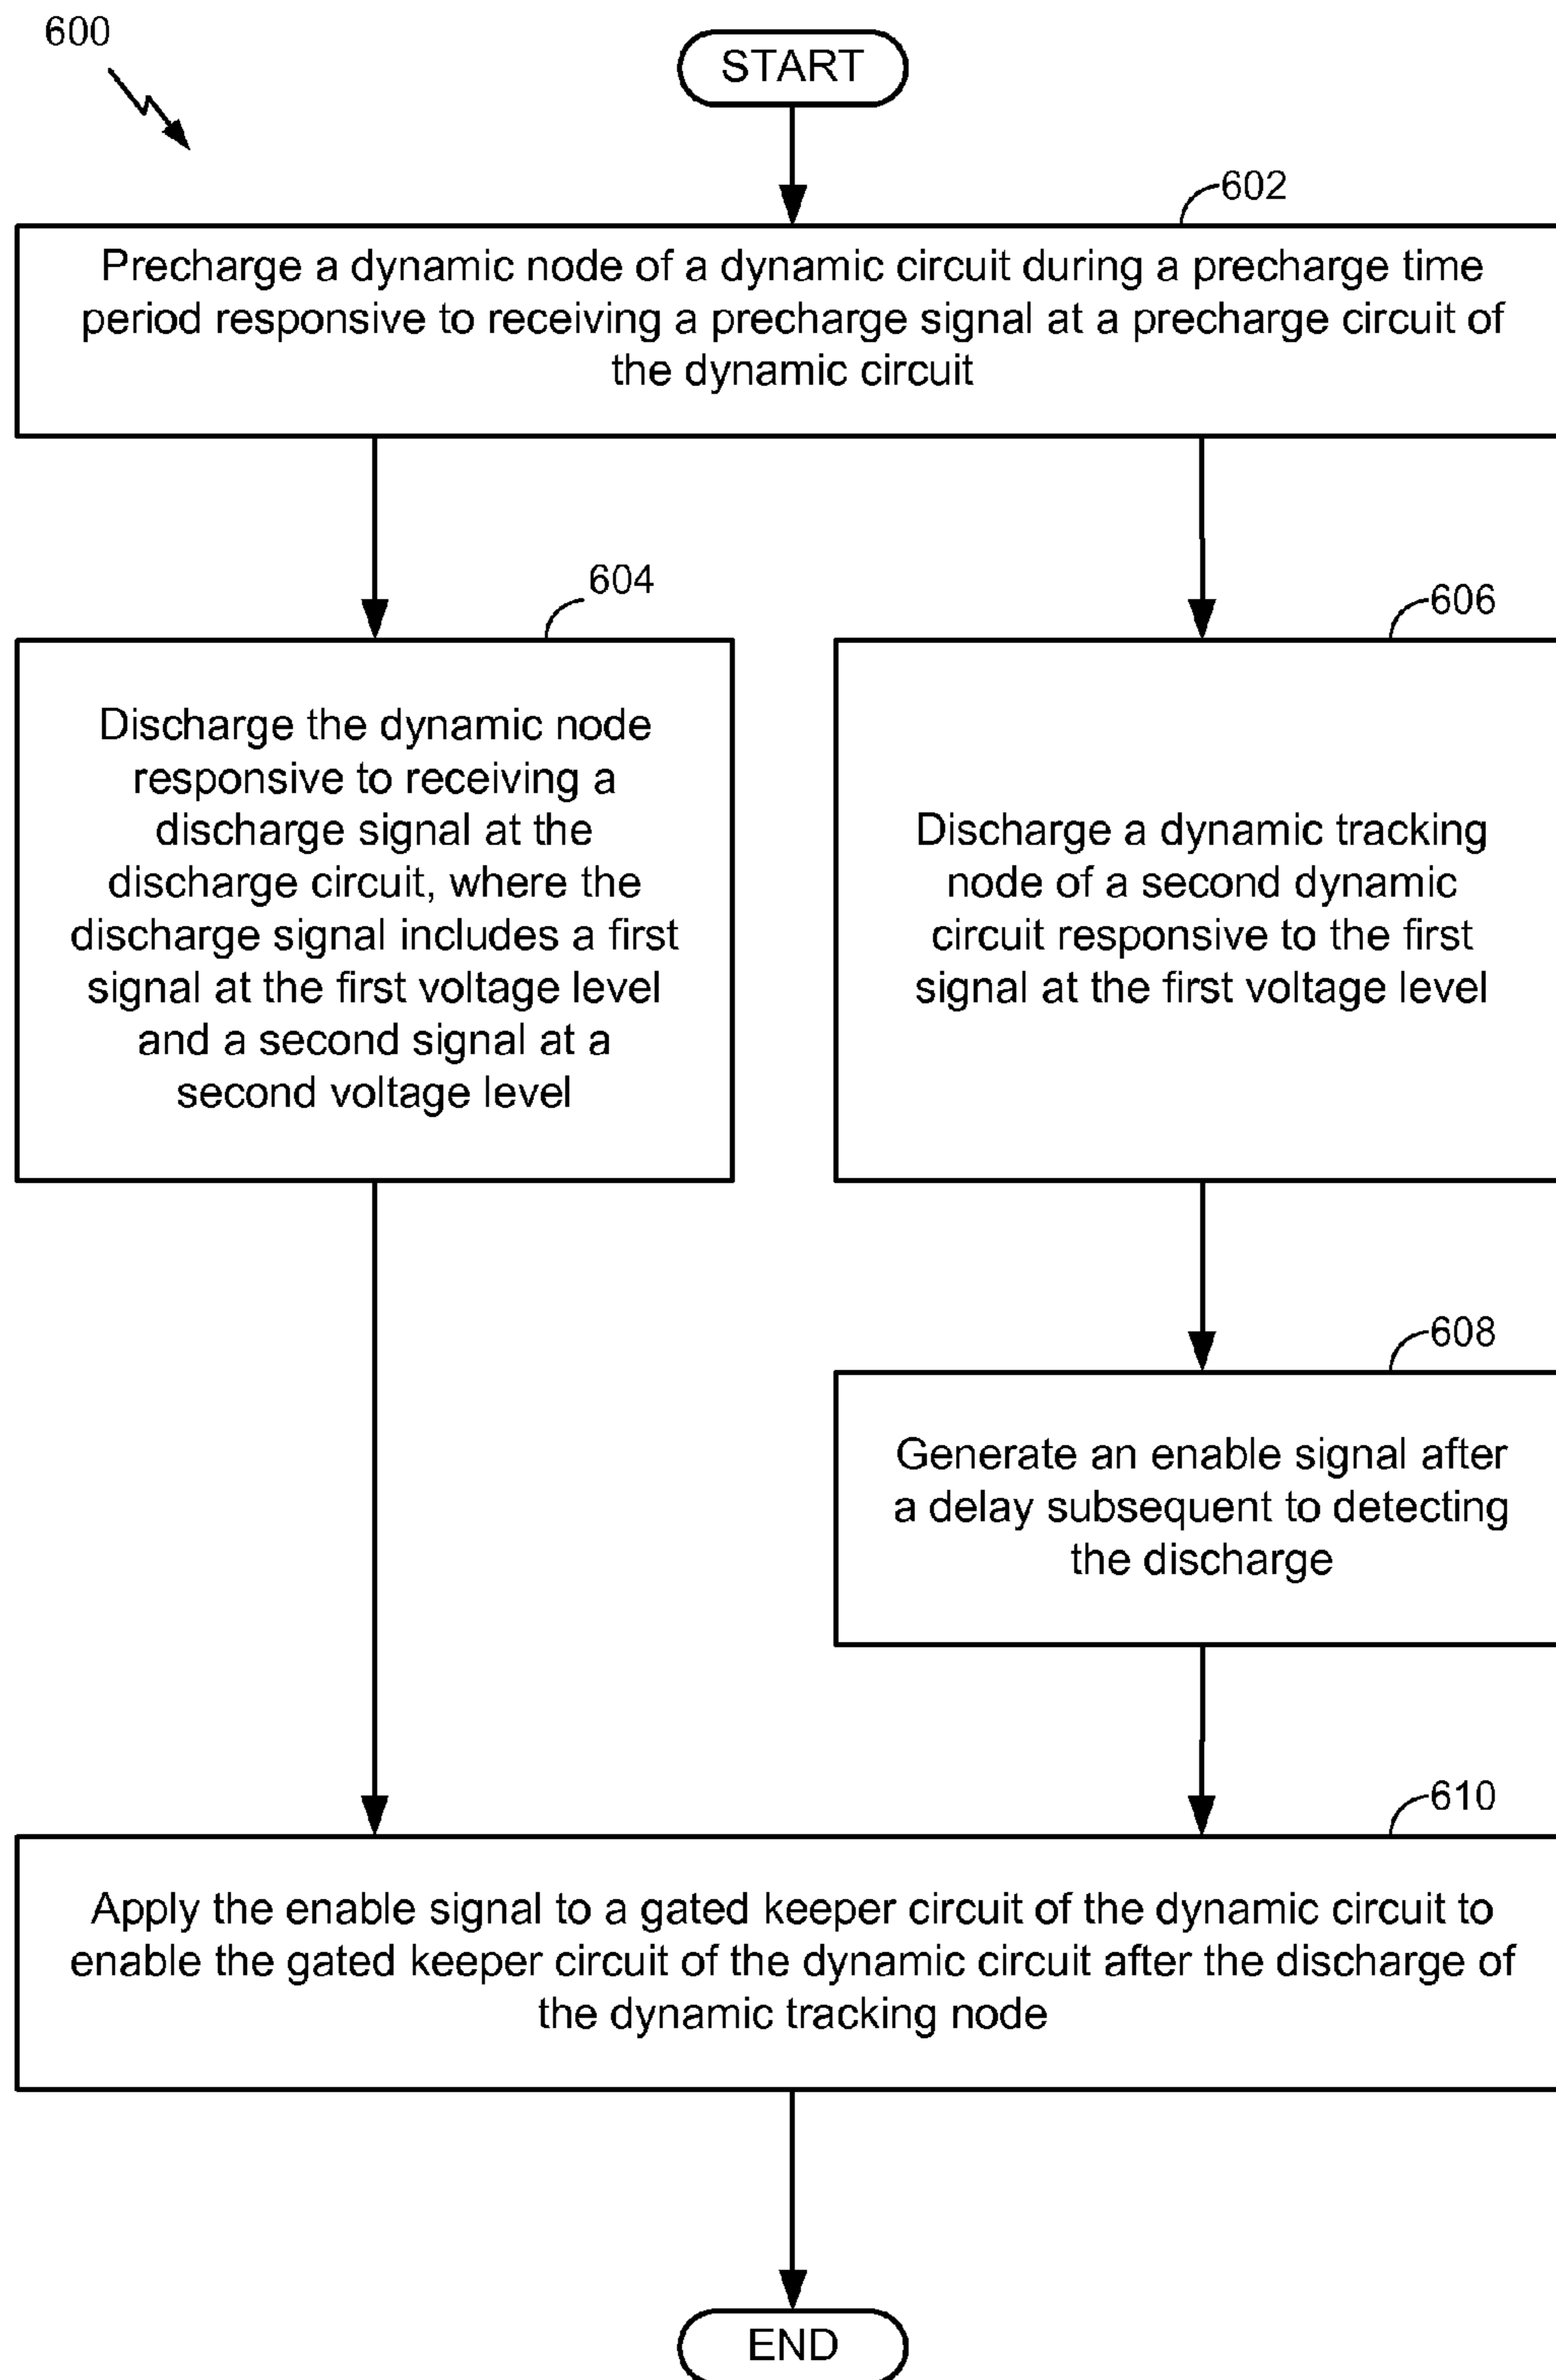 600
START
602
Precharge a dynamic node of a dynamic circuit during a precharge time
period responsive to receiving a precharge signal at a precharge circuit of
the dynamic circuit
604
Discharge the dynamic node
responsive to receiving a
discharge signal at the
discharge circuit, where the
discharge signal includes a first
signal at the first voltage level
and a second signal at a
second voltage level
606
Discharge a dynamic tracking
node of a second dynamic
circuit responsive to the first
signal at the first voltage level
608
Generate an enable signal after
a delay subsequent to detecting
the discharge
610
Apply the enable signal to a gated keeper circuit of the dynamic circuit to
enable the gated keeper circuit of the dynamic circuit after the discharge of
the dynamic tracking node
END